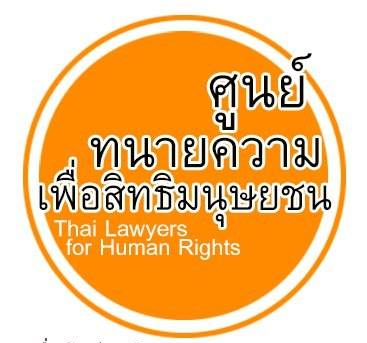 ศูนย์
ทนายความ
เพื่อสิทธิมนุษยชน
Thai Lawyers
for Human Rights